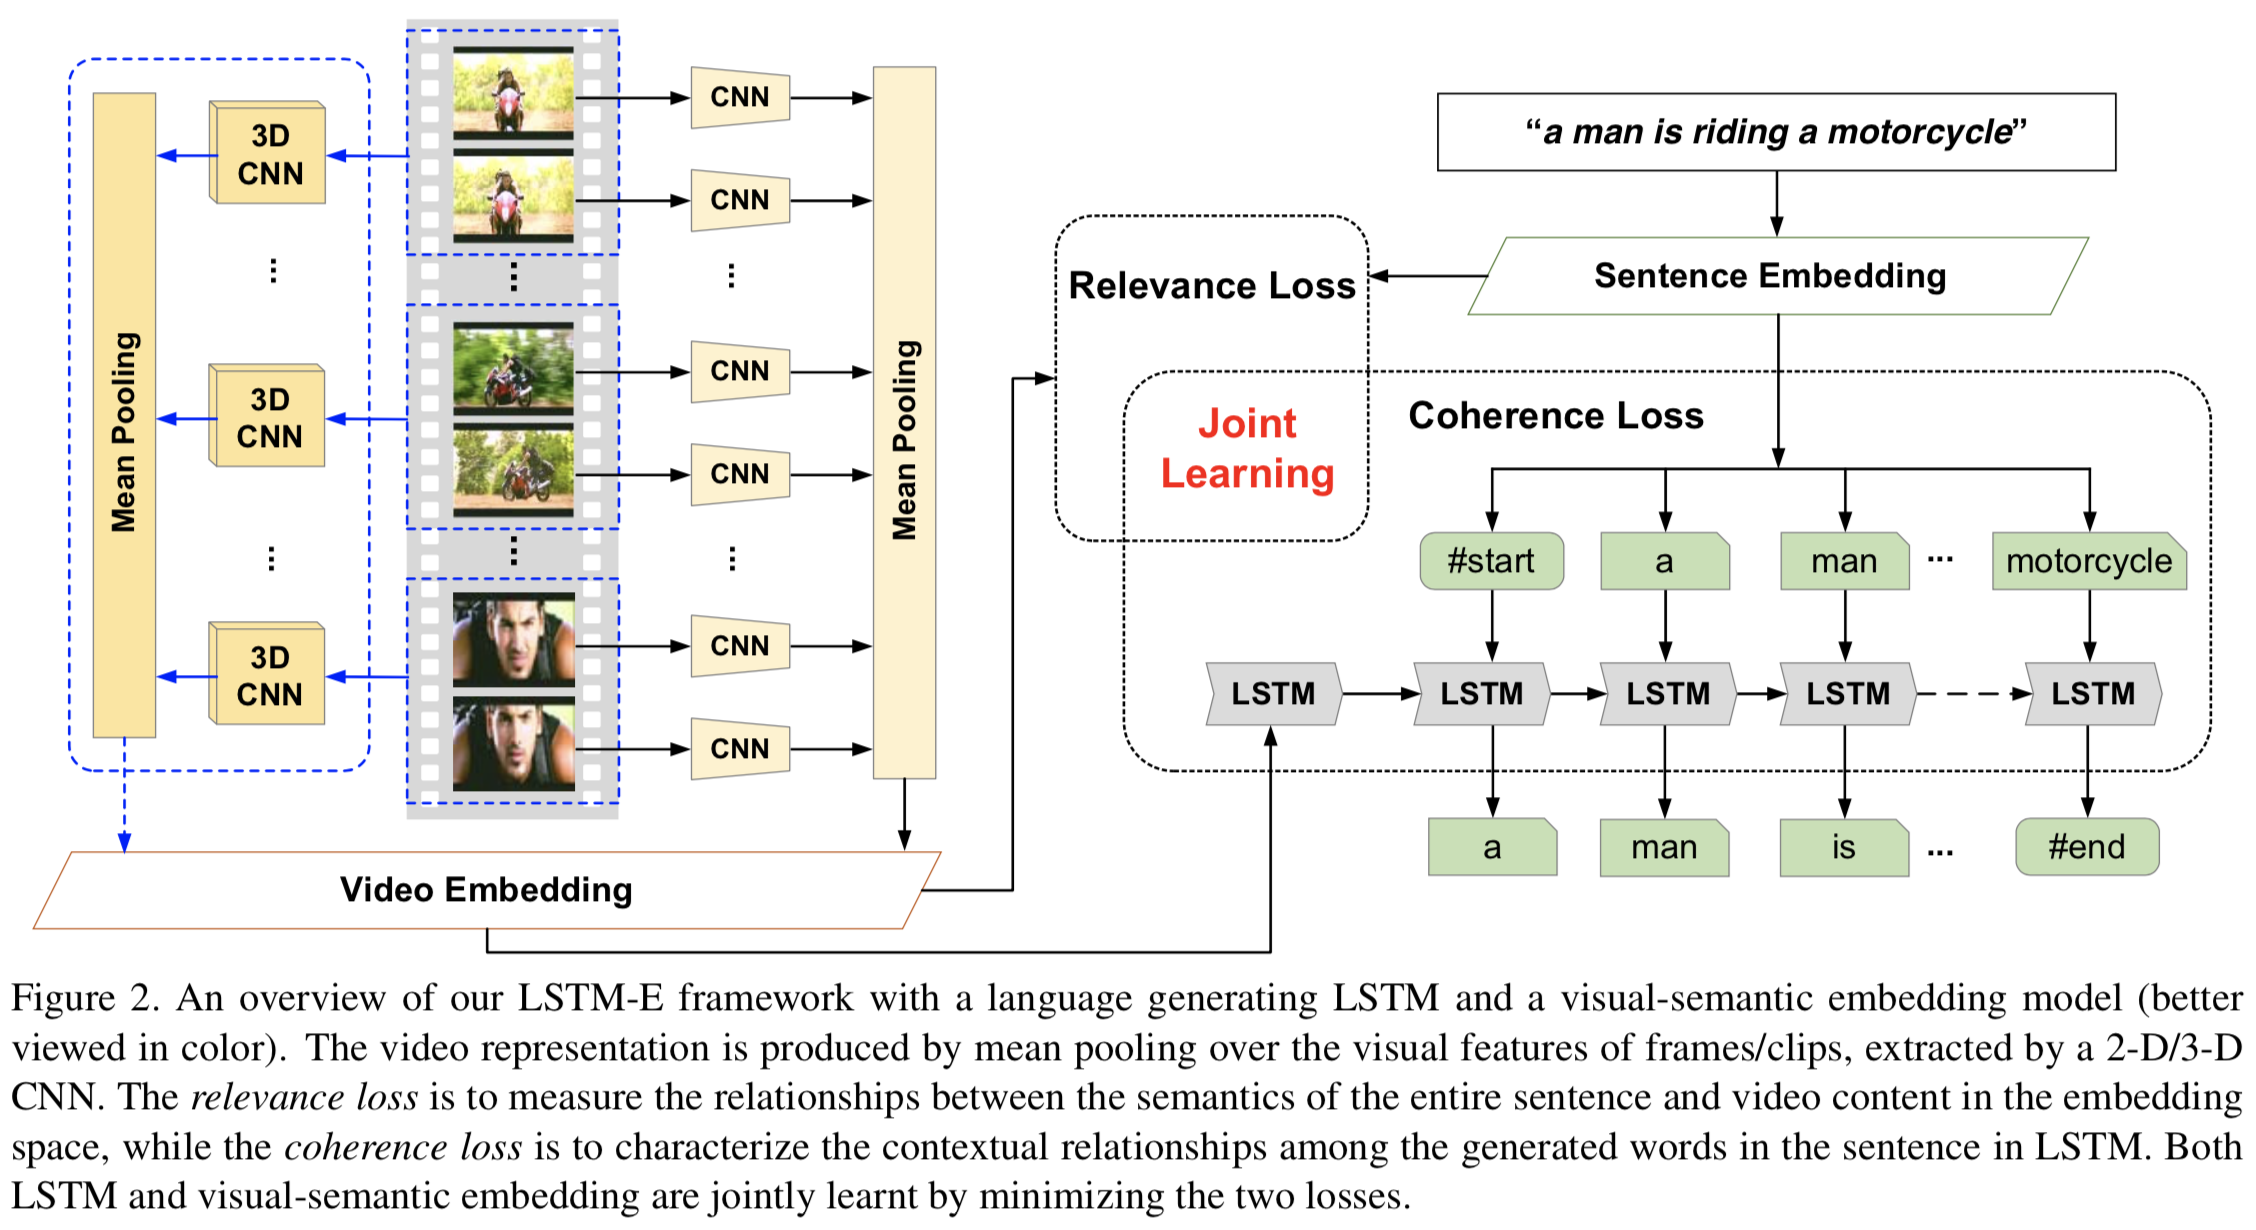 Mean Pooling
3D
CNN
...
3D
CNN
...
3D
CNN
...
...
CNN
CNN
...
CNN
CNN
...
CNN
CNN
Mean Pooling
Video Embedding
“a man is riding a motorcycle”
Sentence Embedding
Relevance Loss
Joint
Learning
Coherence Loss
#start
a
man
...
motorcycle
LSTM
LSTM
LSTM
LSTM
LSTM
a
man
is
...
#end
Figure 2. An overview of our LSTM-E framework with a language generating LSTM and a visual-semantic embedding model (better
viewed in color). The video representation is produced by mean pooling over the visual features of frames/clips, extracted by a 2-D/3-D
CNN. The relevance loss is to measure the relationships between the semantics of the entire sentence and video content in the embedding
space, while the coherence loss is to characterize the contextual relationships among the generated words in the sentence in LSTM. Both
LSTM and visual-semantic embedding are jointly learnt by minimizing the two losses.